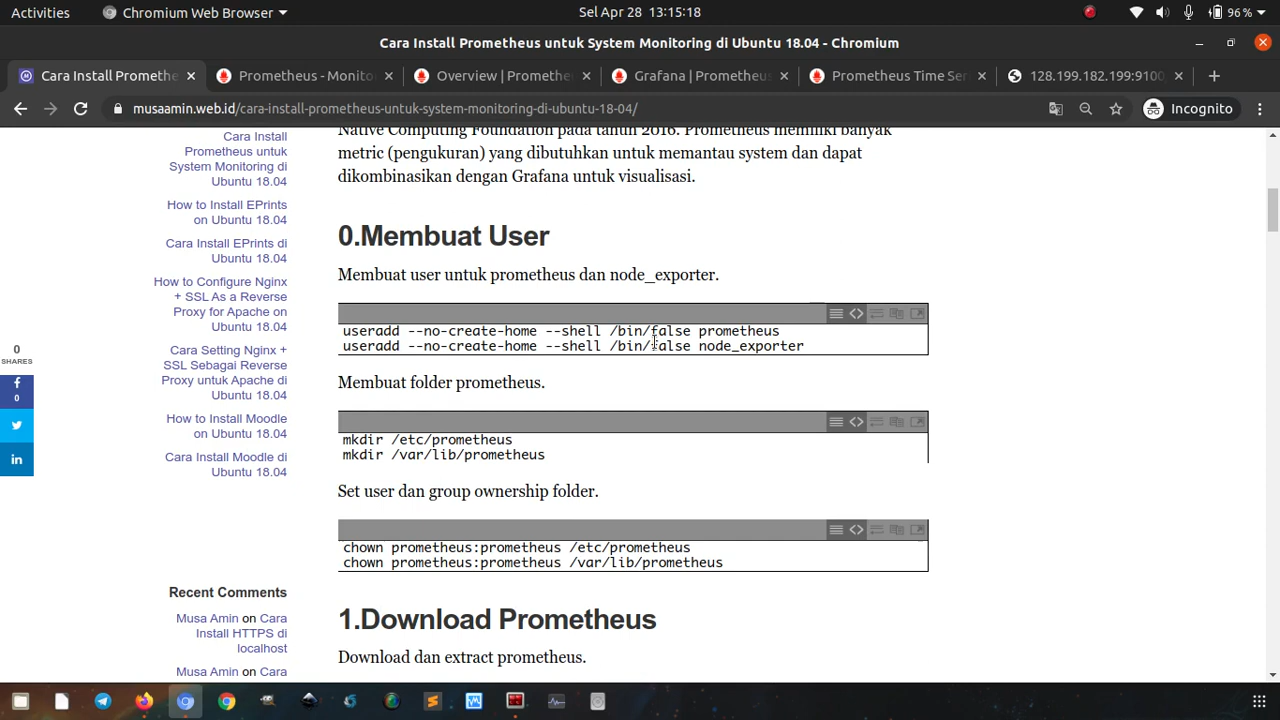 Activities
Chromium Web Browser
Sel Apr 28 13:15:18
96 %
Cara Install Prometheus untuk System Monitoring di Ubuntu 18.04 - Chromium
Cara Install Promethe
Prometheus - Monito
Overview | Promethe
Grafana | Prometheus
Prometheus Time Ser
128.199.182.199:9100
musaamin.web.id/cara-install-prometheus-untuk-system-monitoring-di-ubuntu-18-04/
Incognito
Cara Install
Prometheus untuk
System Monitoring di
Ubuntu 18.04
How to Install EPrints
on Ubuntu 18.04
Cara Install EPrints di
Ubuntu 18.04
How to Configure Nginx
+ SSL As a Reverse
Proxy for Apache on
Ubuntu 18.04
Cara Setting Nginx +
SSL Sebagai Reverse
Proxy untuk Apache di
Ubuntu 18.04
How to Install Moodle
on Ubuntu 18.04
Cara Install Moodle di
Ubuntu 18.04
0
SHARES
0
Recent Comments
Musa Amin on Cara
Install HTTPS di
localhost
Musa Amin on Cara
Native Computing Foundation pada tahun 2016. Prometheus memiliki banyak
metric (pengukuran) yang dibutuhkan untuk memantau system dan dapat
dikombinasikan dengan Grafana untuk visualisasi.
0.Membuat User
Membuat user untuk prometheus dan node_exporter.
useradd --no-create-home --shell /bin/false prometheus
useradd --no-create-home --shell /bin/false node_exporter
Membuat folder prometheus.
mkdir /etc/prometheus
mkdir /var/lib/prometheus
Set user dan group ownership folder.
chown prometheus:prometheus /etc/prometheus
chown prometheus:prometheus /var/lib/prometheus
1.Download Prometheus
Download dan extract prometheus.